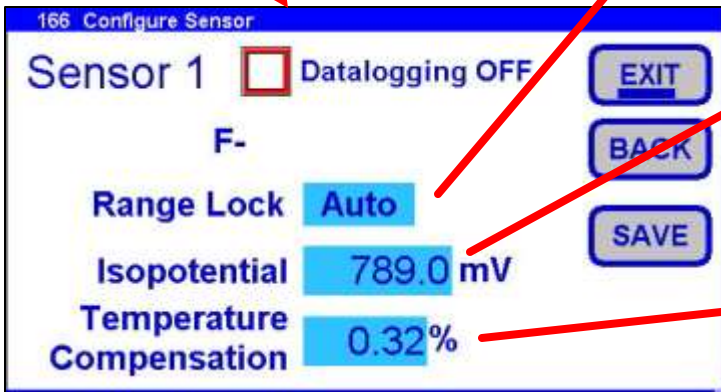 166 Configure Sensor
Sensor 1 Datalogging OFF
EXIT
F-
BACK
Range Lock Auto
SAVE
Isopotential 789.0 mV
Temperature
Compensation 0.32%